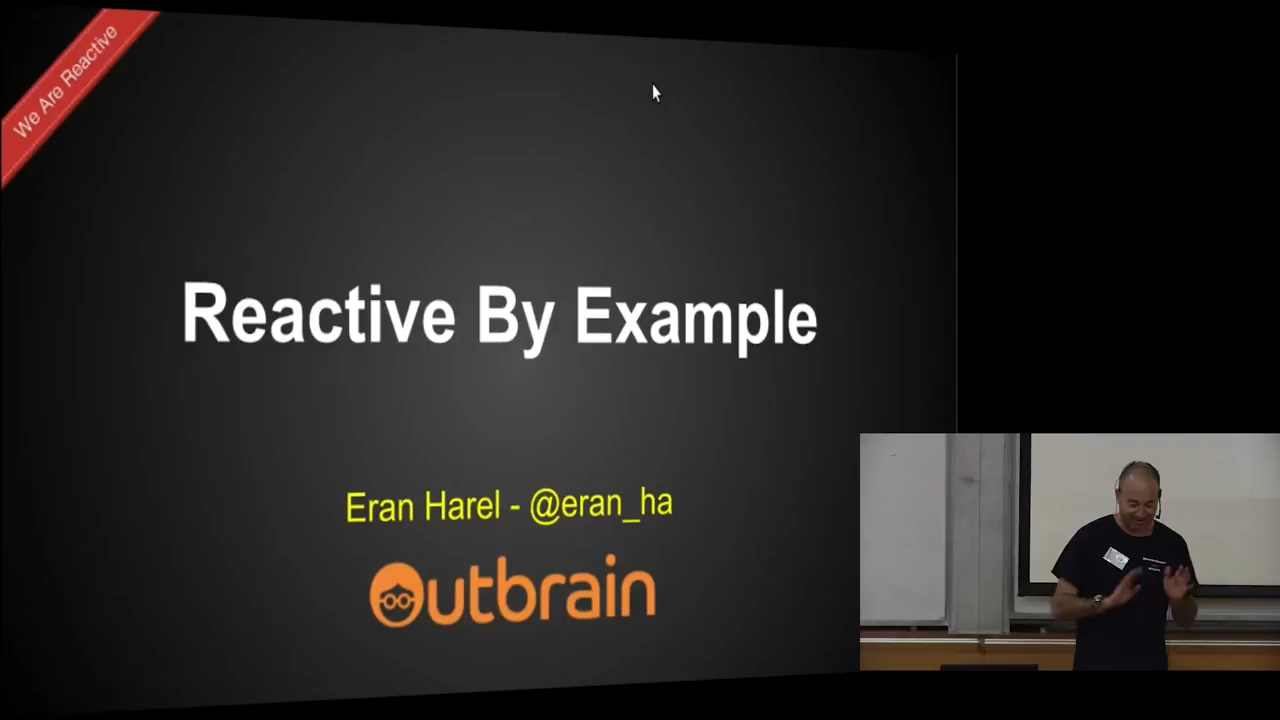 We Are Reactive
Reactive By Example
Eran Harel - @eran_ha
Outbrain